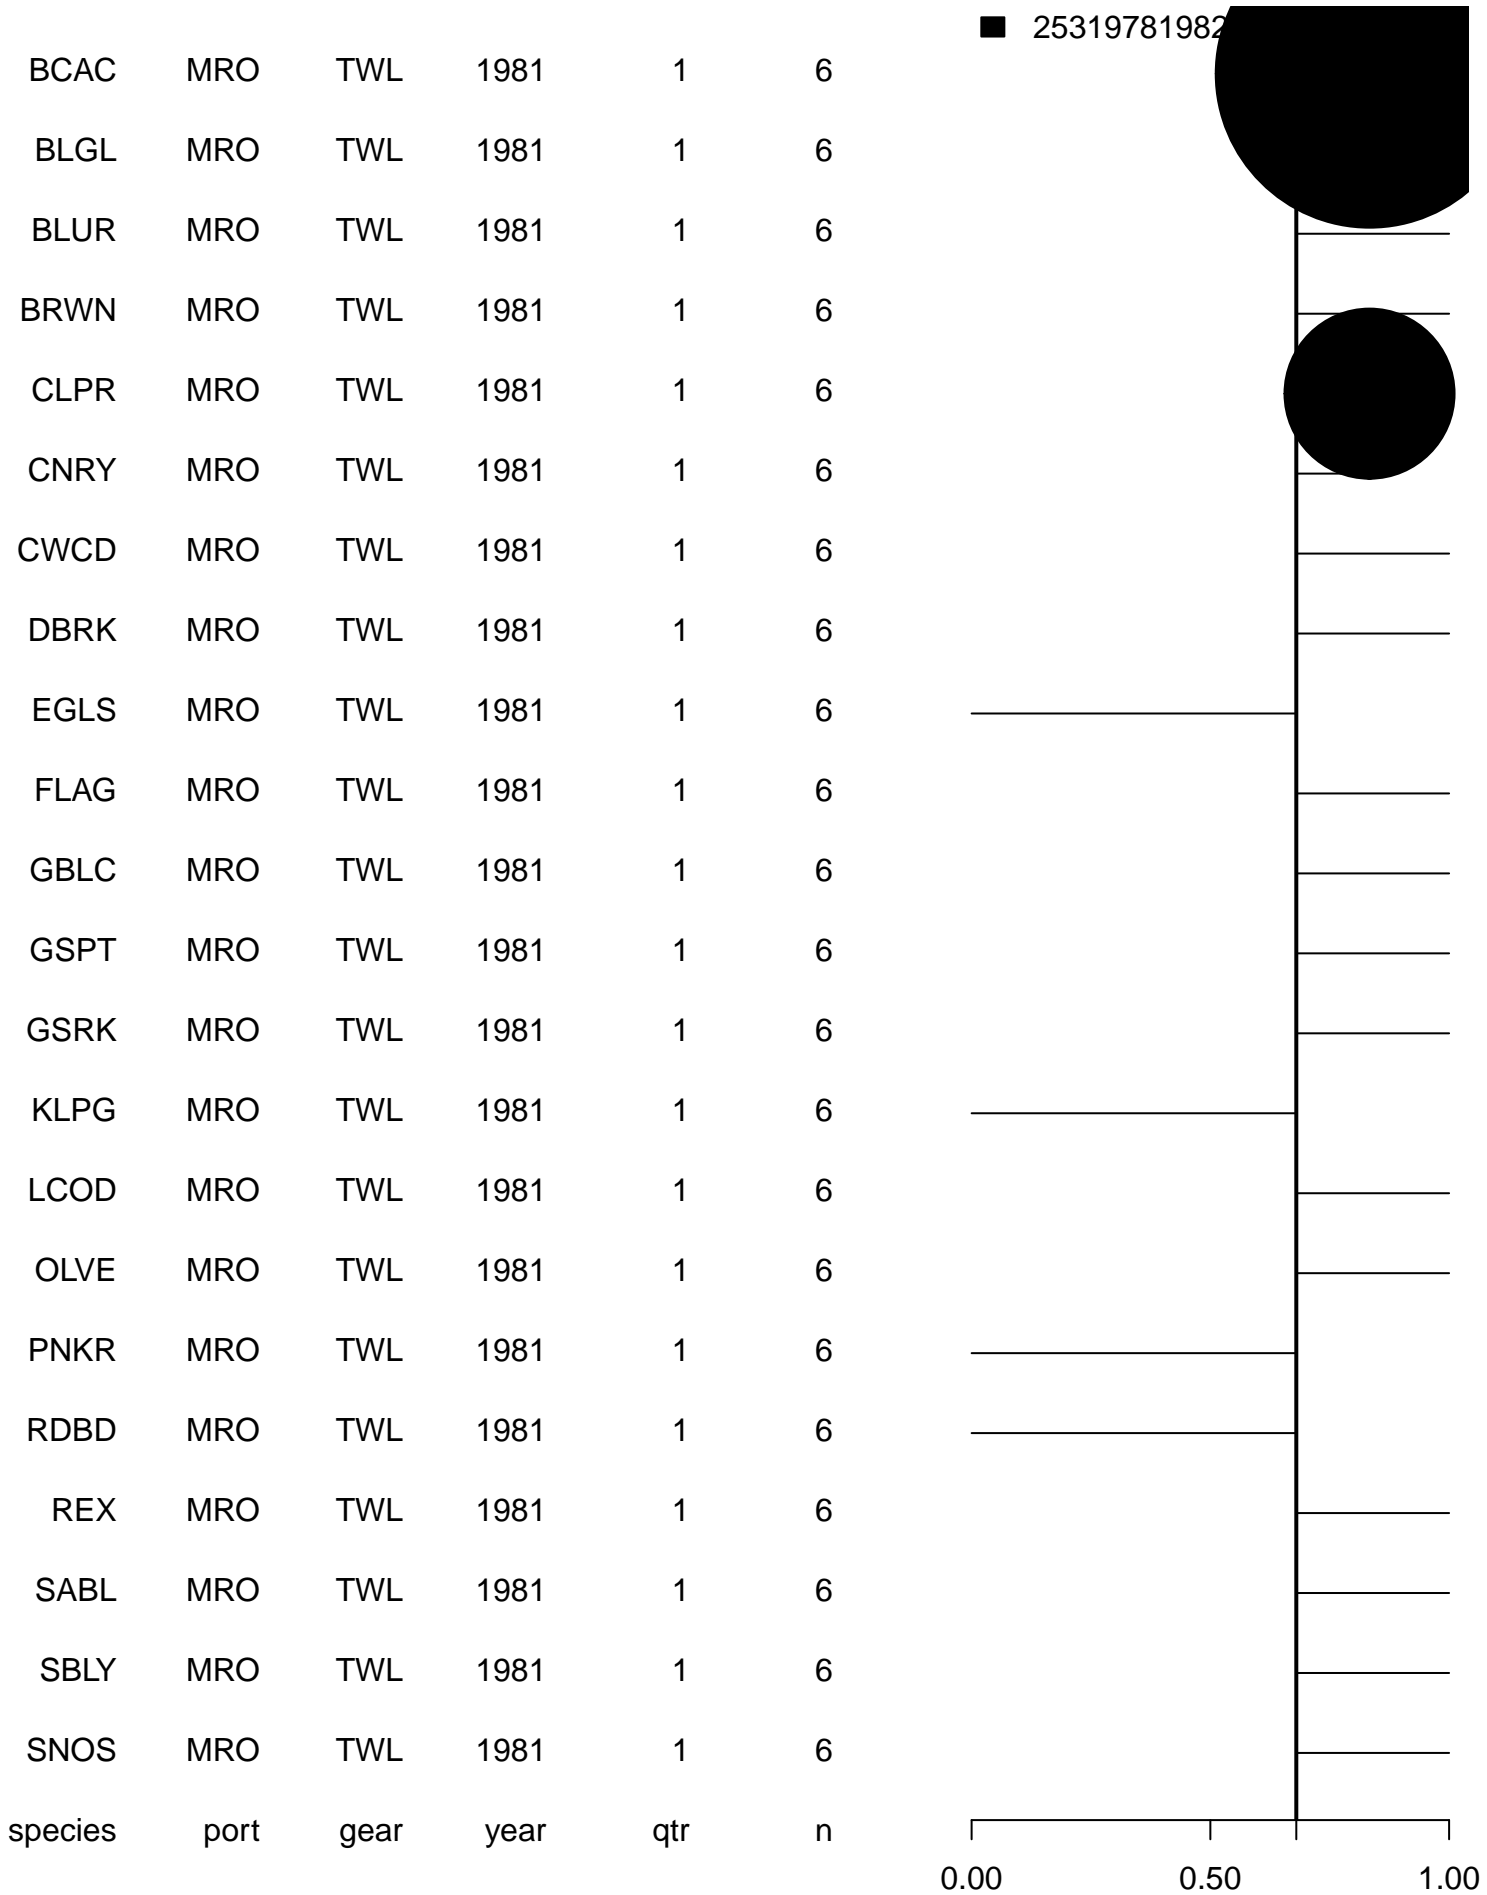 25319781982
BCAC MRO TWL 1981 1 6
BLGL MRO TWL 1981 1 6
BLUR MRO TWL 1981 1 6
BRWN MRO TWL 1981 1 6
CLPR MRO TWL 1981 1 6
CNRY MRO TWL 1981 1 6
CWCD MRO TWL 1981 1 6
DBRK MRO TWL 1981 1 6
EGLS MRO TWL 1981 1 6
FLAG MRO TWL 1981 1 6
GBLC MRO TWL 1981 1 6
GSPT MRO TWL 1981 1 6
GSRK MRO TWL 1981 1 6
KLPG MRO TWL 1981 1 6
LCOD MRO TWL 1981 1 6
OLVE MRO TWL 1981 1 6
PNKR MRO TWL 1981 1 6
RDBD MRO TWL 1981 1 6
REX MRO TWL 1981 1 6
SABL MRO TWL 1981 1 6
SBLY MRO TWL 1981 1 6
SNOS MRO TWL 1981 1 6
species port gear year qtr n
0.00 0.50 1.00